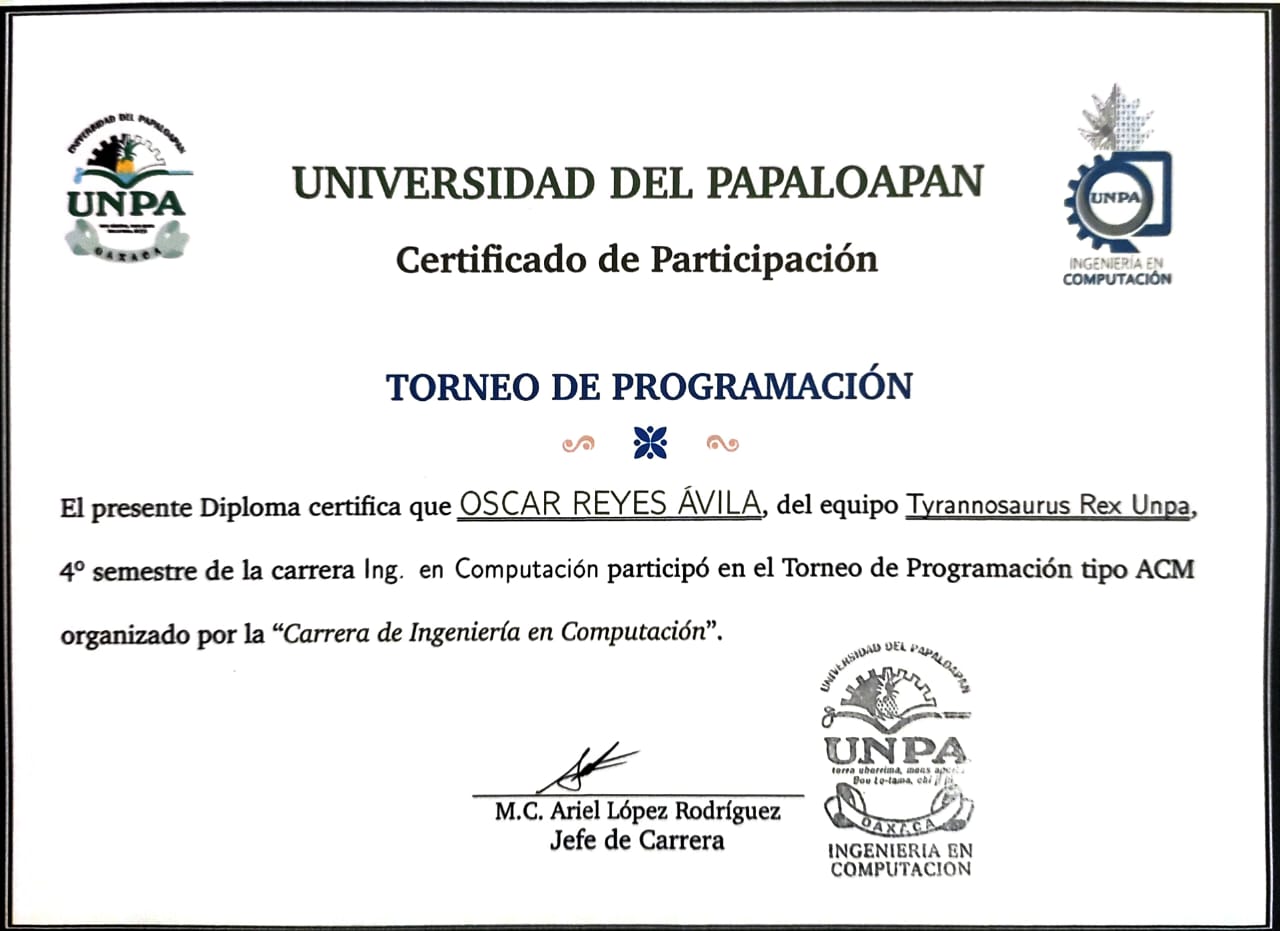 UNIVERSIDAD DEL PAPALOAPAN
UNPA
OAXACA
UNIVERSIDAD DEL PAPALOAPAN
Certificado de Participación
UNPA
INGENIERÍA EN
COMPUTACIÓN
TORNEO DE PROGRAMACIÓN
El presente Diploma certifica que OSCAR REYES ÁVILA, del equipo Tyrannosaurus Rex Unpa,
4º semestre de la carrera Ing. en Computación participó en el Torneo de Programación tipo ACM
organizado por la “Carrera de Ingeniería en Computación”.
M.C. Ariel López Rodríguez
Jefe de Carrera
UNIVERSIDAD DEL PAPALOAPAN
UNPA
terra uberrima, mens
OAXACA
INGENIERIA EN
COMPUTACION